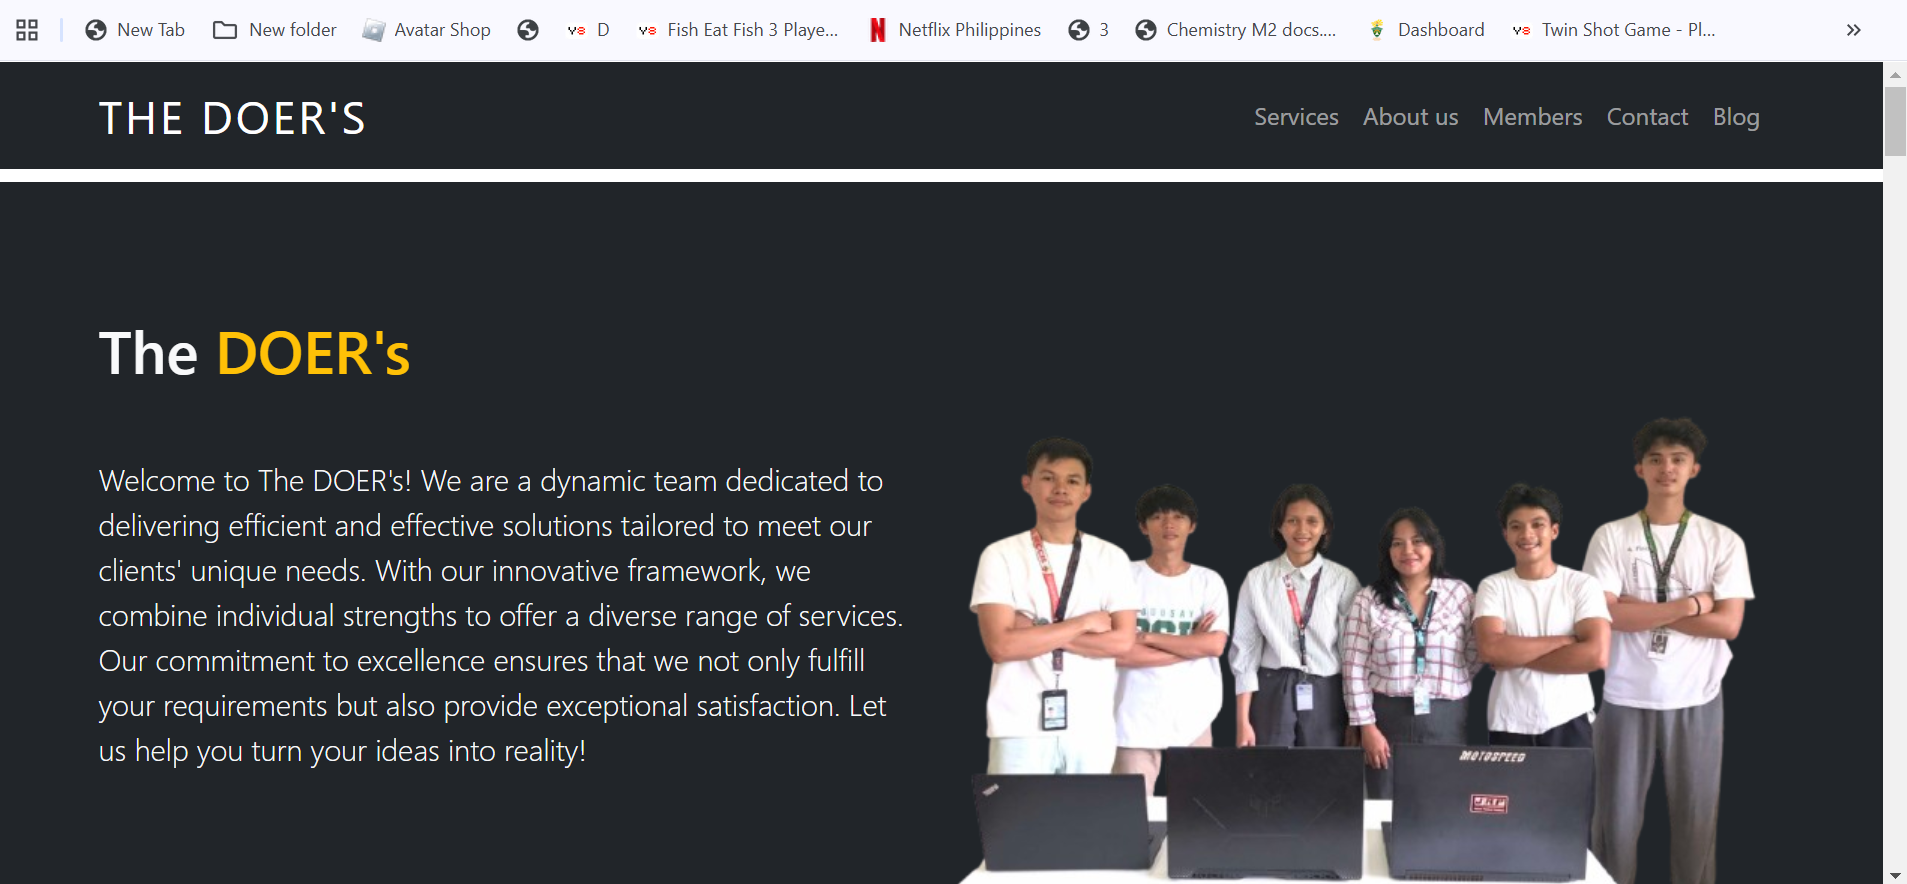 New Tab New folder Avatar Shop D Fish Eat Fish 3 Playe... Netflix Philippines 3 Chemistry M2 docs.... Dashboard Twin Shot Game - Pl...
THE DOER'S
Services About us Members Contact Blog
The DOER's
Welcome to The DOER's! We are a dynamic team dedicated to
delivering efficient and effective solutions tailored to meet our
clients' unique needs. With our innovative framework, we
combine individual strengths to offer a diverse range of services.
Our commitment to excellence ensures that we not only fulfill
your requirements but also provide exceptional satisfaction. Let
us help you turn your ideas into reality!
MOTOSPEED